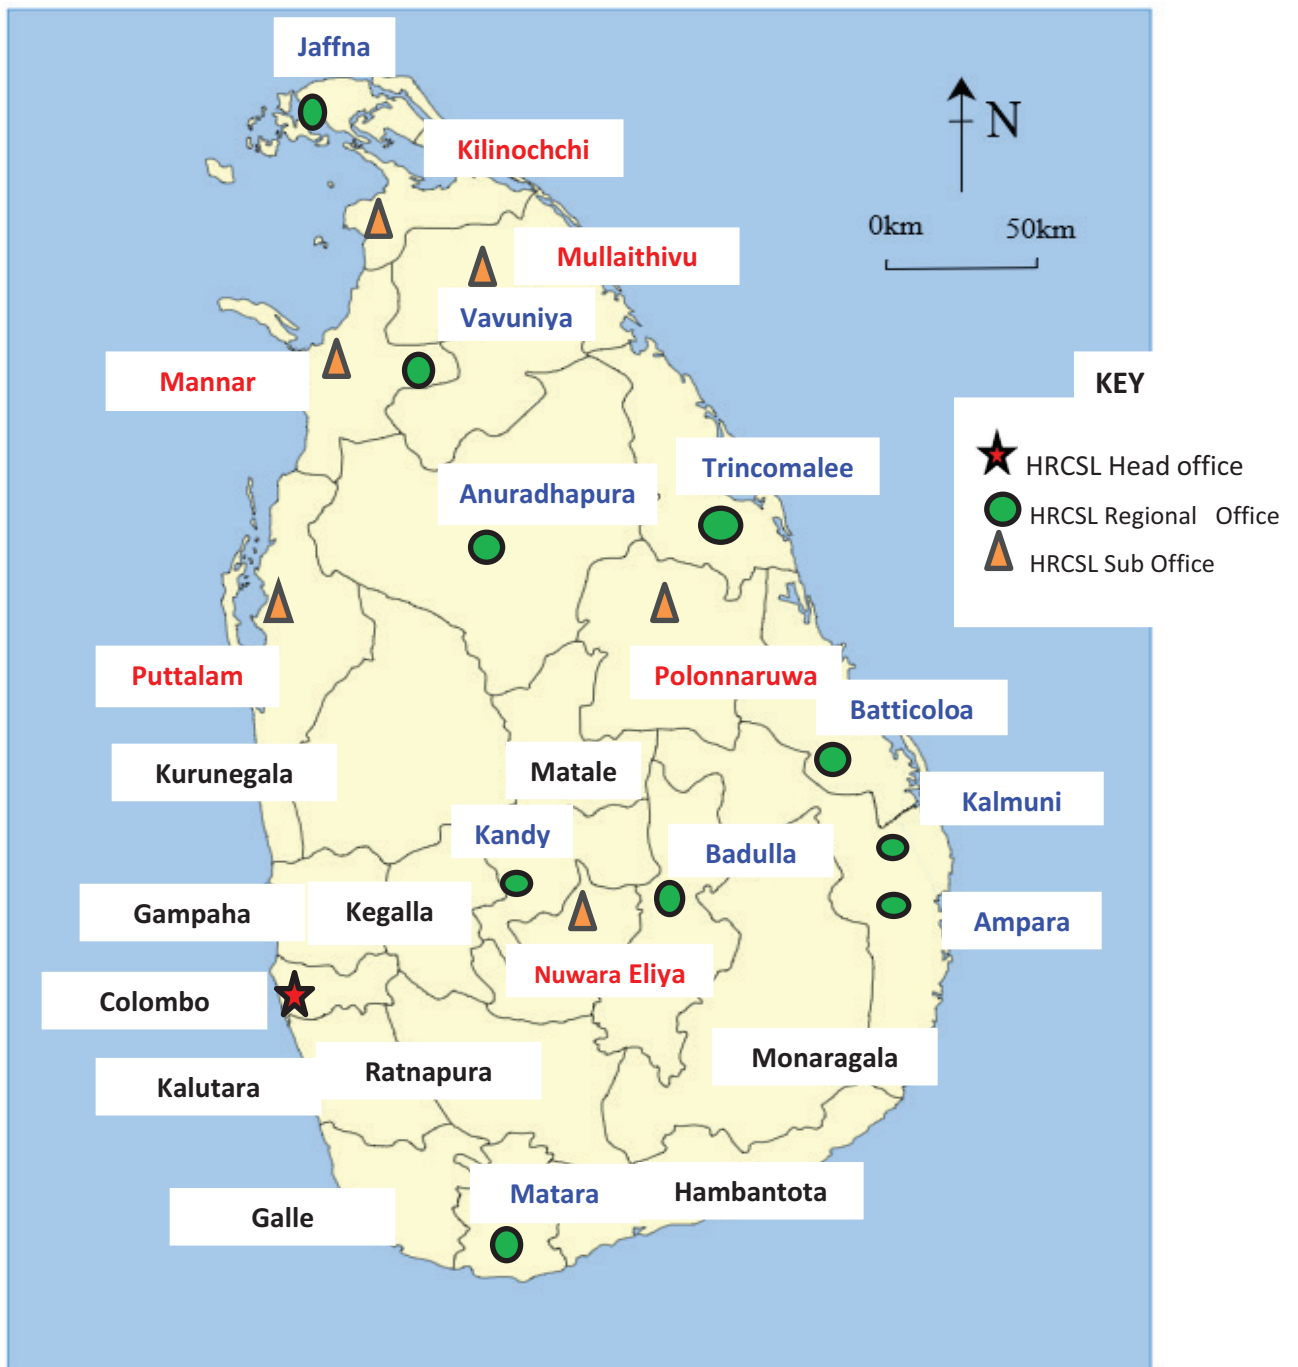 Jaffna
N
Kilinochchi
0km 50km
Mullaithivu
Vavuniya
Mannar
KEY
HRCSL Head office
HRCSL Regional Office
HRCSL Sub Office
Trincomalee
Anuradhapura
Puttalam
Polonnaruwa
Batticoloa
Kurunegala
Matale
Kalmuni
Kandy
Badulla
Gampaha
Kegalla
Ampara
Nuwara Eliya
Colombo
Monaragala
Ratnapura
Kalutara
Matara
Hambantota
Galle